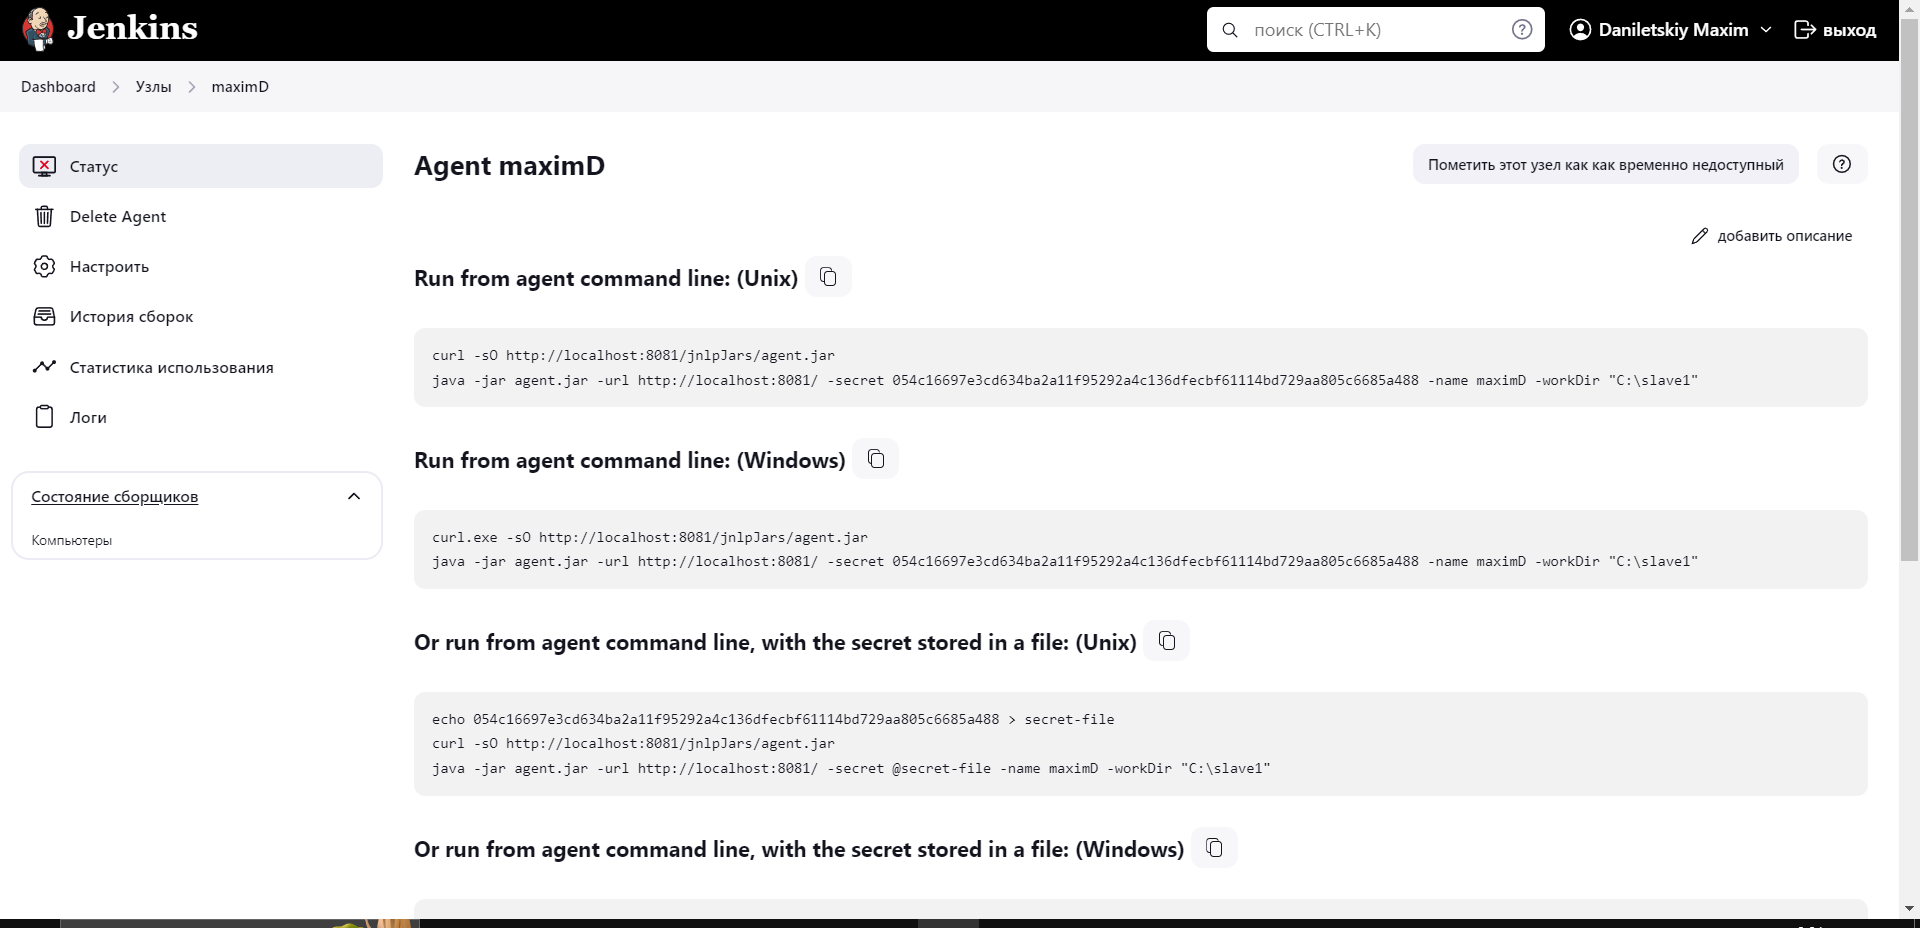 Jenkins
поиск (CTRL+K)
Daniletskiy Maxim
выход
Dashboard
Узлы
maximD
Статус
Delete Agent
Настроить
История сборок
Статистика использования
Логи
Состояние сборщиков
Компьютеры
Agent maximD
Пометить этот узел как как временно недоступный
добавить описание
Run from agent command line: (Unix)
curl -sO http://localhost:8081/jnlpJars/agent.jar
java -jar agent.jar -url http://localhost:8081/ -secret 054c16697e3cd634ba2a11f95292a4c136dfecbf61114bd729aa805c6685a488 -name maximD -workDir "C:\slave1"
Run from agent command line: (Windows)
curl.exe -sO http://localhost:8081/jnlpJars/agent.jar
java -jar agent.jar -url http://localhost:8081/ -secret 054c16697e3cd634ba2a11f95292a4c136dfecbf61114bd729aa805c6685a488 -name maximD -workDir "C:\slave1"
Or run from agent command line, with the secret stored in a file: (Unix)
echo 054c16697e3cd634ba2a11f95292a4c136dfecbf61114bd729aa805c6685a488 > secret-file
curl -sO http://localhost:8081/jnlpJars/agent.jar
java -jar agent.jar -url http://localhost:8081/ -secret @secret-file -name maximD -workDir "C:\slave1"
Or run from agent command line, with the secret stored in a file: (Windows)